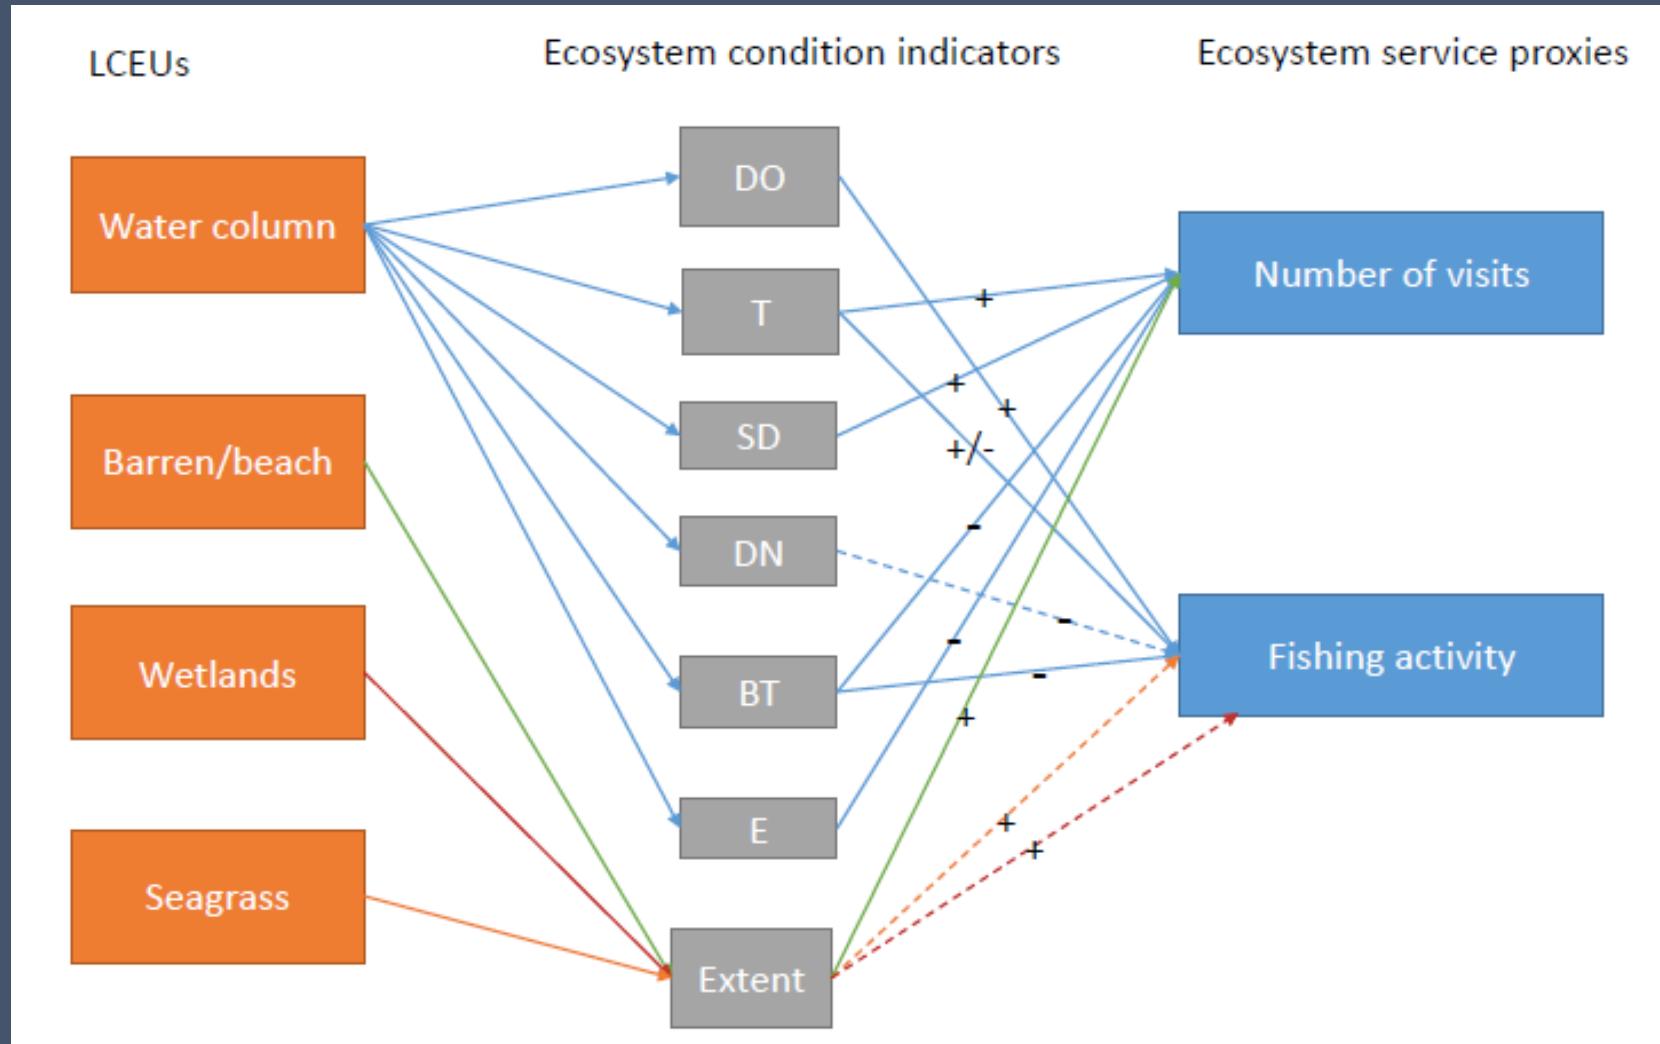 LCEUs
Ecosystem condition indicators
Ecosystem service proxies
Water column
Barren/beach
Wetlands
Seagrass
DO
T
SD
DN
BT
E
Extent
+
+
+
+/-
-
-
-
-
+
+
+
Number of visits
Fishing activity